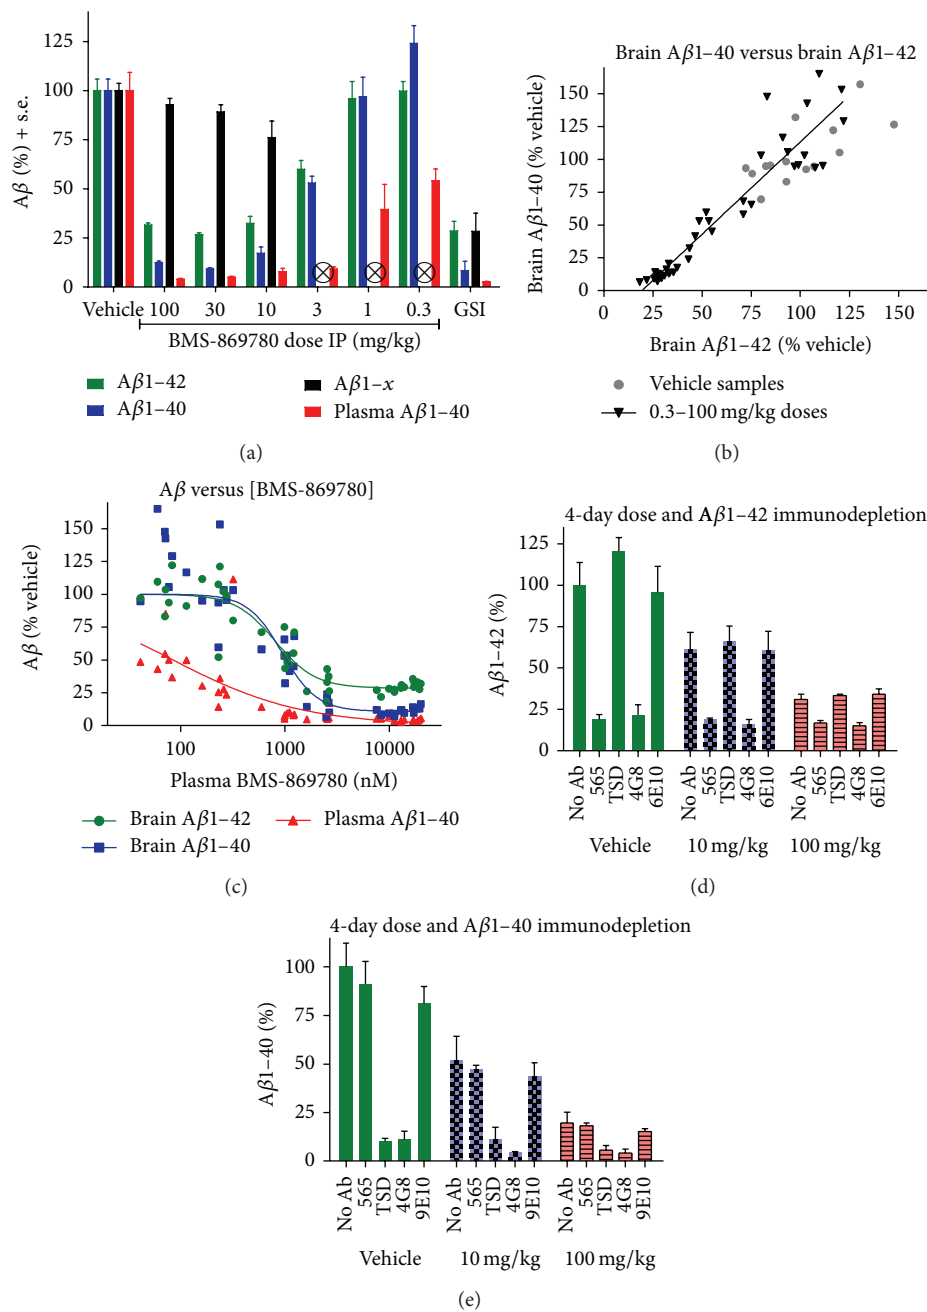 125
100
75
50
25
0
Aβ (%) + s.e.
Vehicle 100 30 10 3 1 0.3 GSI
BMS-869780 dose IP (mg/kg)
Aβ1–42
Aβ1–40
Aβ1–x
Plasma Aβ1–40
(a)
Brain Aβ1–40 versus brain Aβ1–42
150
125
100
75
50
25
0
Brain Aβ1–40 (% vehicle)
0 25 50 75 100 125 150
Brain Aβ1–42 (% vehicle)
Vehicle samples
0.3–100 mg/kg doses
(b)
Aβ versus [BMS-869780]
150
125
100
75
50
25
0
Aβ (% vehicle)
100 1000 10000
Plasma BMS-869780 (nM)
Brain Aβ1–42
Brain Aβ1–40
Plasma Aβ1–40
(c)
4-day dose and Aβ1–42 immunodepletion
125
100
75
50
25
0
Aβ1–42 (%)
No Ab 565 TSD 4G8 6E10 No Ab 565 TSD 4G8 6E10 No Ab 565 TSD 4G8 6E10
Vehicle 10 mg/kg 100 mg/kg
(d)
4-day dose and Aβ1–40 immunodepletion
100
75
50
25
0
Aβ1–40 (%)
No Ab 565 TSD 4G8 9E10 No Ab 565 TSD 4G8 9E10 No Ab 565 TSD 4G8 9E10
Vehicle 10 mg/kg 100 mg/kg
(e)